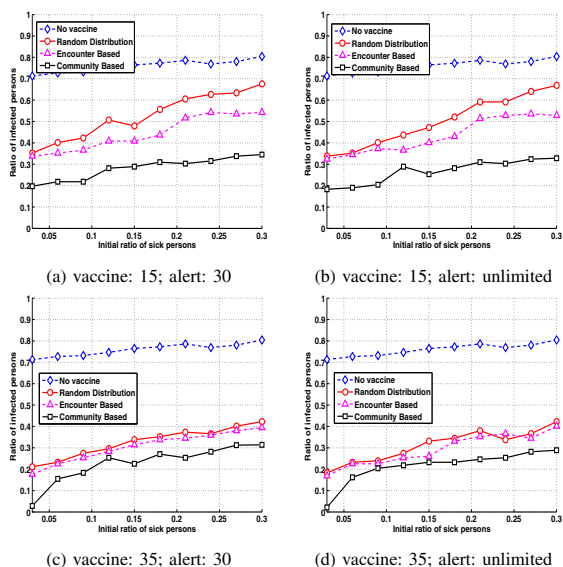 1
0.9
0.8
0.7
0.6
0.5
0.4
0.3
0.2
0.1
0
Ratio of infected persons
No vaccine
Random Distribution
Encounter Based
Community Based
0.05 0.1 0.15 0.2 0.25 0.3
Initial ratio of sick persons
(a) vaccine: 15; alert: 30
1
0.9
0.8
0.7
0.6
0.5
0.4
0.3
0.2
0.1
0
Ratio of infected persons
No vaccine
Random Distribution
Encounter Based
Community Based
0.05 0.1 0.15 0.2 0.25 0.3
Initial ratio of sick persons
(b) vaccine: 15; alert: unlimited
1
0.9
0.8
0.7
0.6
0.5
0.4
0.3
0.2
0.1
0
Ratio of infected persons
No vaccine
Random Distribution
Encounter Based
Community Based
0.05 0.1 0.15 0.2 0.25 0.3
Initial ratio of sick persons
(c) vaccine: 35; alert: 30
1
0.9
0.8
0.7
0.6
0.5
0.4
0.3
0.2
0.1
0
Ratio of infected persons
No vaccine
Random Distribution
Encounter Based
Community Based
0.05 0.1 0.15 0.2 0.25 0.3
Initial ratio of sick persons
(d) vaccine: 35; alert: unlimited